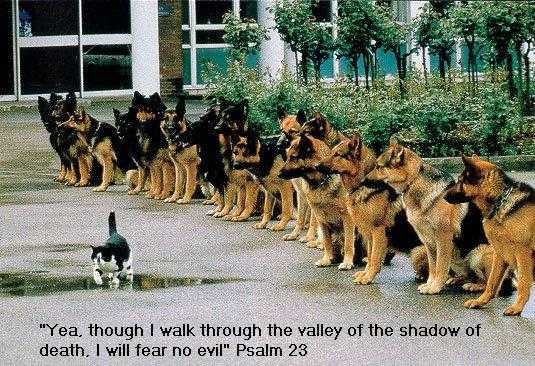 "Yea, though I walk through the valley of the shadow of
death, I will fear no evil" Psalm 23